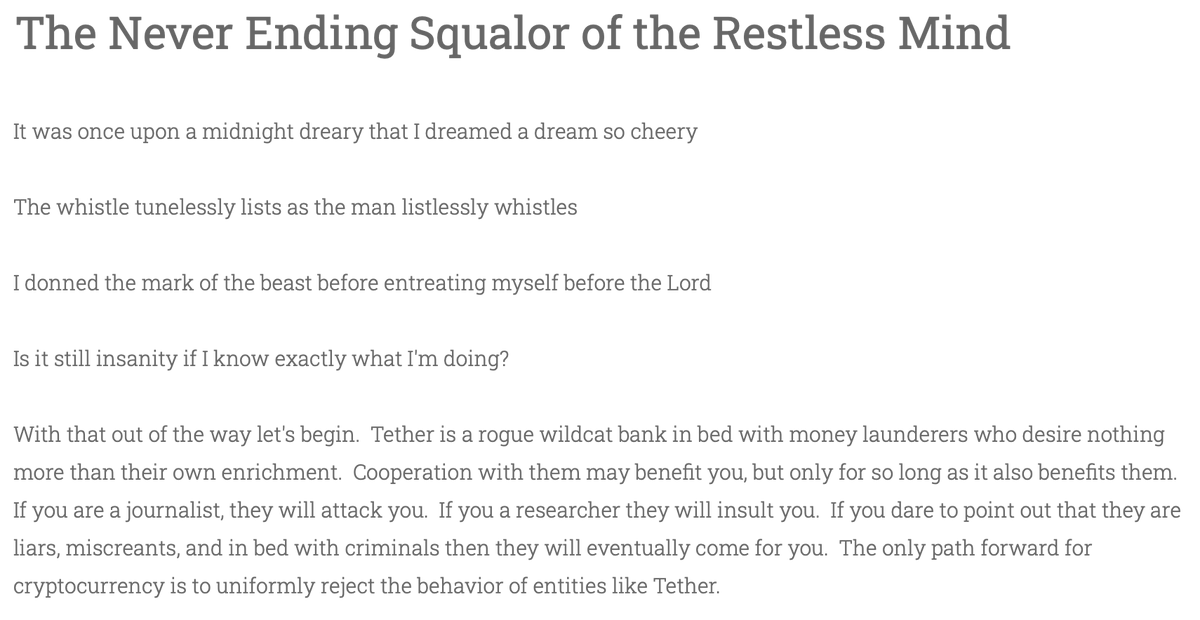 The Never Ending Squalor of the Restless Mind
It was once upon a midnight dreary that I dreamed a dream so cheery
The whistle tunelessly lists as the man listlessly whistles
I donned the mark of the beast before entreating myself before the Lord
Is it still insanity if I know exactly what I'm doing?
With that out of the way let's begin.  Tether is a rogue wildcat bank in bed with money launderers who desire nothing
more than their own enrichment.  Cooperation with them may benefit you, but only for so long as it also benefits them.
If you are a journalist, they will attack you.  If you a researcher they will insult you.  If you dare to point out that they are
liars, miscreants, and in bed with criminals then they will eventually come for you.  The only path forward for
cryptocurrency is to uniformly reject the behavior of entities like Tether.